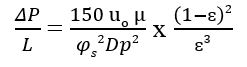 ΔP/L = 150 u₀ μ / φₛ²Dp² x (1-ε)² / ε³